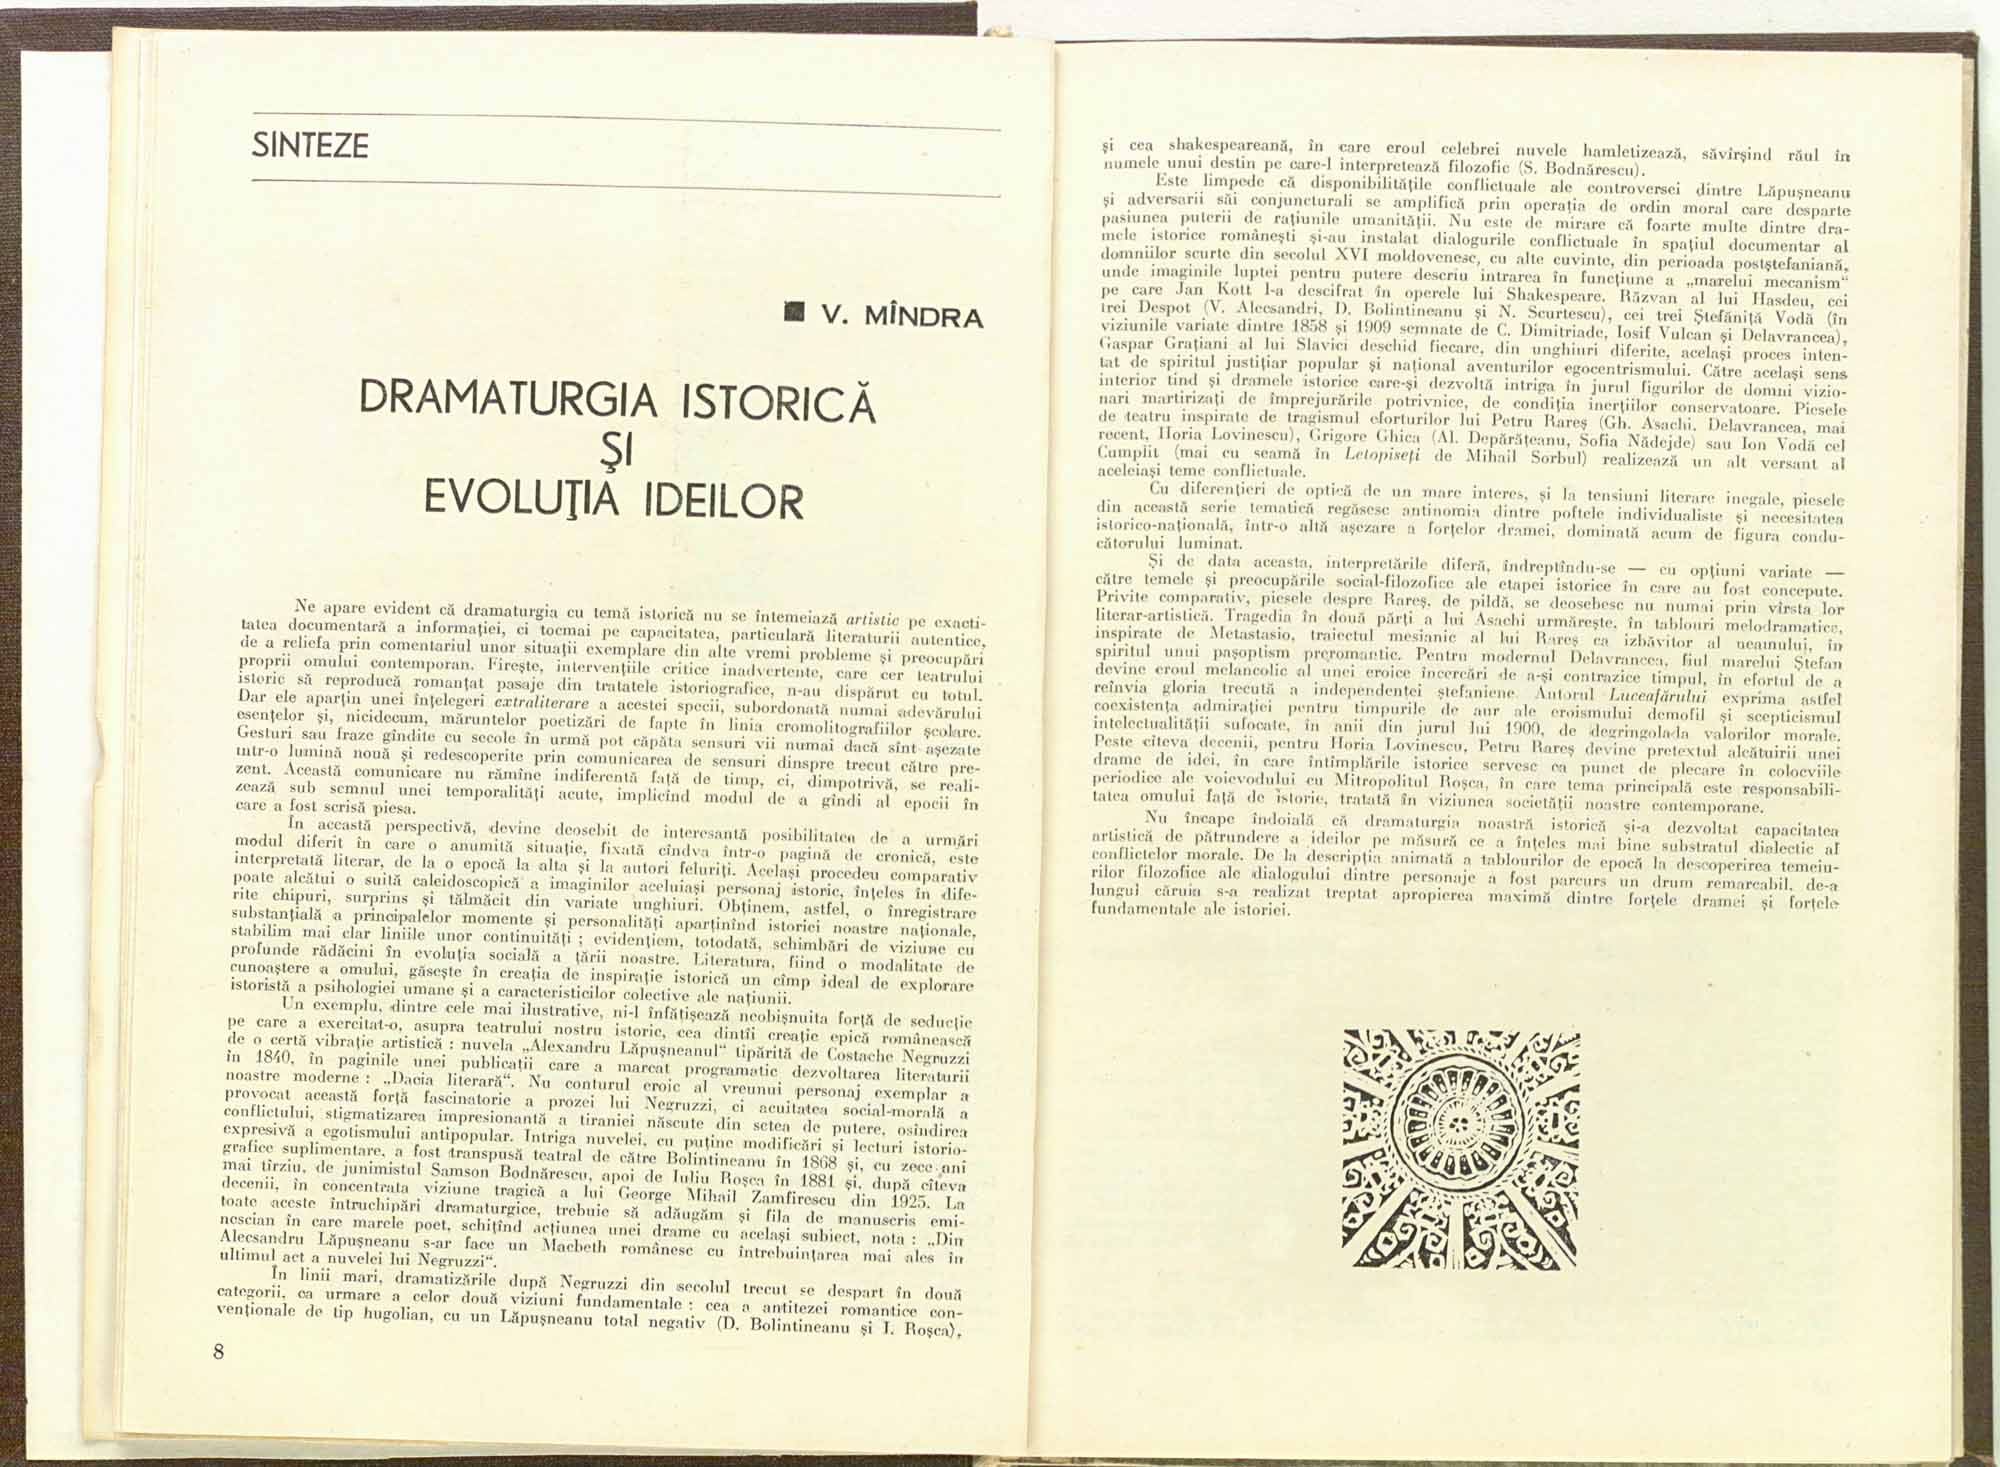 SINTEZE
■ V. MÎNDRA
DRAMATURGIA ISTORICĂ
ŞI
EVOLUŢIA IDEILOR
Ne apare evident că dramaturgia cu temă istorică nu se întemeiază artistic pe exacti-
tatea documentară a informaţiei, ci tocmai pe capacitatea, particulară literaturii autentice,
de a reliefa prin comentariul unor situaţii exemplare din alte vremi probleme şi preocupări
proprii omului contemporan. Fireşte, intervenţiile critice inadvertente, care cer teatrului
istoric să reproducă romanţat pasaje din tratatele istoriografice, n-au dispărut cu totul.
Dar ele aparţin unei înţelegeri extraliterare a acestei specii, subordonată numai adevărului
esenţelor şi, nicidecum, măruntelor poetizări de fapte în linia cromolitografiilor şcolare.
Gesturi sau fraze gîndite cu secole în urmă pot căpăta sensuri vii numai dacă sînt aşezate
într-o lumină nouă şi redescoperite prin comunicarea de sensuri dinspre trecut către pre-
zent. Această comunicare nu rămîne indiferentă faţă de timp, ci, dimpotrivă, se reali-
zează sub semnul unei temporalităţi acute, implicînd modul de a gîndi al epocii în
care a fost scrisă piesa.
În această perspectivă, devine deosebit de interesantă posibilitatea de a urmări
modul diferit în care o anumită situaţie, fixată cîndva într-o pagină de cronică, este
interpretată literar, de la o epocă la alta şi la autori feluriţi. Acelaşi procedeu comparativ
poate alcătui o suită caleidoscopică a imaginilor aceluiaşi personaj istoric, înţeles în dife-
rite chipuri, surprins şi tălmăcit din variate unghiuri. Obţinem, astfel, o înregistrare
substanţială a principalelor momente şi personalităţi aparţinînd istoriei noastre naţionale,
stabilim mai clar liniile unor continuităţi ; evidenţiem, totodată, schimbări de viziune cu
profunde rădăcini în evoluţia socială a ţării noastre. Literatura, fiind o modalitate de
cunoaştere a omului, găseşte în creaţia de inspiraţie istorică un cîmp ideal de explorare
istoristă a psihologiei umane şi a caracteristicilor colective ale naţiunii.
Un exemplu, dintre cele mai ilustrative, ni-l înfăţişează neobişnuita forţă de seducţie
pe care a exercitat-o, asupra teatrului nostru istoric, cea dintîi creaţie epică românească
de o certă vibraţie artistică : nuvela „Alexandru Lăpuşneanul“ tipărită de Costache Negruzzi
în 1840, în paginile unei publicaţii care a marcat programatic dezvoltarea literaturii
noastre moderne : „Dacia literară“. Nu conturul eroic al vreunui personaj exemplar a
provocat această forţă fascinatorie a prozei lui Negruzzi, ci acuitatea social-morală a
conflictului, stigmatizarea impresionantă a tiraniei născute din setea de putere, osîndirea
expresivă a egotismului antipopular. Intriga nuvelei, cu puţine modificări şi lecturi istorio-
grafice suplimentare, a fost transpusă teatral de către Bolintineanu în 1868 şi, cu zece ani
mai tîrziu, de junimistul Samson Bodnărescu, apoi de Iuliu Roşca în 1881 şi, după cîteva
decenii, în concentrata viziune tragică a lui George Mihail Zamfirescu din 1925. La
toate aceste întruchipări dramaturgice, trebuie să adăugăm şi fila de manuscris emi-
nescian în care marele poet, schiţînd acţiunea unei drame cu acelaşi subiect, nota : „Din
Alecsandru Lăpuşneanu s-ar face un Macbeth românesc cu întrebuinţarea mai ales în
ultimul act a nuvelei lui Negruzzi“.
În linii mari, dramatizările după Negruzzi din secolul trecut se despart în două
categorii, ca urmare a celor două viziuni fundamentale : cea a antitezei romantice con-
venţionale de tip hugolian, cu un Lăpuşneanu total negativ (D. Bolintineanu şi I. Roşca),
8
şi cea shakespeareană, în care eroul celebrei nuvele hamletizează, săvîrşind răul în
numele unui destin pe care-l interpretează filozofic (S. Bodnărescu).
Este limpede că disponibilităţile conflictuale ale controversei dintre Lăpuşneanu
şi adversarii săi conjuncturali se amplifică prin operaţia de ordin moral care desparte
pasiunea puterii de raţiunile umanităţii. Nu este de mirare că foarte multe dintre dra-
mele istorice româneşti şi-au instalat dialogurile conflictuale în spaţiul documentar al
domniilor scurte din secolul XVI moldovenesc, cu alte cuvinte, din perioada postştefaniană,
unde imaginile luptei pentru putere descriu intrarea în funcţiune a „marelui mecanism“
pe care Jan Kott l-a descifrat în operele lui Shakespeare. Răzvan al lui Hasdeu, cei
trei Despot (V. Alecsandri, D. Bolintineanu şi N. Scurtescu), cei trei Ştefăniţă Vodă (în
viziunile variate dintre 1858 şi 1909 semnate de C. Dimitriade, Iosif Vulcan şi Delavrancea),
Gaspar Graţiani al lui Slavici deschid fiecare, din unghiuri diferite, acelaşi proces inten-
tat de spiritul justiţiar popular şi naţional aventurilor egocentrismului. Către acelaşi sens
interior tind şi dramele istorice care-şi dezvoltă intriga în jurul figurilor de domni vizio-
nari martirizaţi de împrejurările potrivnice, de condiţia inerţiilor conservatoare. Piesele
de teatru inspirate de tragismul eforturilor lui Petru Rareş (Gh. Asachi, Delavrancea, mai
recent, Horia Lovinescu), Grigore Ghica (Al. Depărăţeanu, Sofia Nădejde) sau Ion Vodă cel
Cumplit (mai cu seamă în Letopiseţi de Mihail Sorbul) realizează un alt versant al
aceleiaşi teme conflictuale.
Cu diferenţieri de optică de un mare interes, şi la tensiuni literare inegale, piesele
din această serie tematică regăsesc antinomia dintre poftele individualiste şi necesitatea
istorico-naţională, într-o altă aşezare a forţelor dramei, dominată acum de figura condu-
cătorului luminat.
Şi de data aceasta, interpretările diferă, îndreptîndu-se — cu opţiuni variate —
către temele şi preocupările social-filozofice ale etapei istorice în care au fost concepute.
Privite comparativ, piesele despre Rareş, de pildă, se deosebesc nu numai prin vîrsta lor
literar-artistică. Tragedia în două părţi a lui Asachi urmăreşte, în tablouri melodramatice,
inspirate de Metastasio, traiectul mesianic al lui Rareş ca izbăvitor al neamului, în
spiritul unui paşoptism preromantic. Pentru modernul Delavrancea, fiul marelui Ştefan
devine eroul melancolic al unei eroice încercări de a-şi contrazice timpul, în efortul de a
reînvia gloria trecută a independenţei ştefaniene. Autorul Luceafărului exprima astfel
coexistenţa admiraţiei pentru timpurile de aur ale eroismului demofil şi scepticismul
intelectualităţii sufocate, în anii din jurul lui 1900, de degringolada valorilor morale.
Peste cîteva decenii, pentru Horia Lovinescu, Petru Rareş devine pretextul alcătuirii unei
drame de idei, în care întîmplările istorice servesc ca punct de plecare în colocviile
periodice ale voievodului cu Mitropolitul Roşca, în care tema principală este responsabili-
tatea omului faţă de istorie, tratată în viziunea societăţii noastre contemporane.
Nu încape îndoială că dramaturgia noastră istorică şi-a dezvoltat capacitatea
artistică de pătrundere a ideilor pe măsură ce a înţeles mai bine substratul dialectic al
conflictelor morale. De la descripţia animată a tablourilor de epocă la descoperirea temeiu-
rilor filozofice ale dialogului dintre personaje a fost parcurs un drum remarcabil, de-a
lungul căruia s-a realizat treptat apropierea maximă dintre forţele dramei şi forţele
fundamentale ale istoriei.